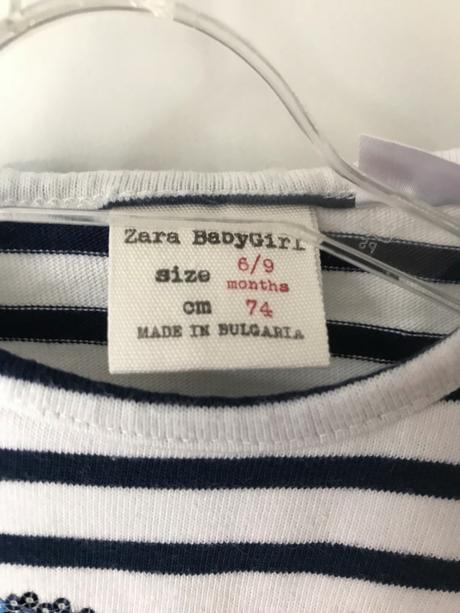 Zara BabyGirl
size 6/9 months
cm 74
MADE IN BULGARIA